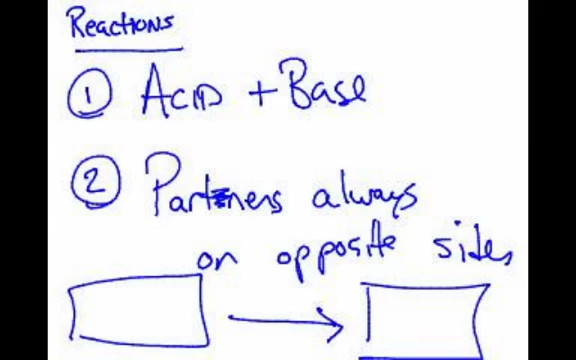 Reactions
① Acid + Base
② Partners always
on opposite sides